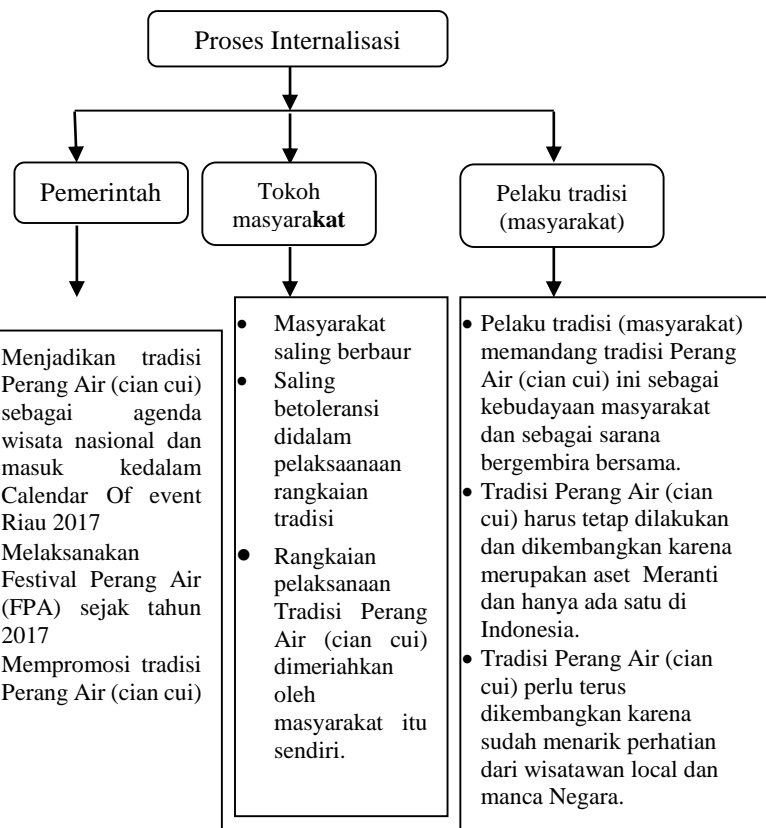 Proses Internalisasi
Pemerintah
Tokoh
masyarakat
Pelaku tradisi
(masyarakat)
Menjadikan tradisi
Perang Air (cian cui)
sebagai agenda
wisata nasional dan
masuk kedalam
Calendar Of event
Riau 2017
Melaksanakan
Festival Perang Air
(FPA) sejak tahun
2017
Mempromosi tradisi
Perang Air (cian cui)
• Masyarakat
saling berbaur
• Saling
betoleransi
didalam
pelaksaanaan
rangkaian
tradisi
• Rangkaian
pelaksanaan
Tradisi Perang
Air (cian cui)
dimeriahkan
oleh
masyarakat itu
sendiri.
• Pelaku tradisi (masyarakat)
memandang tradisi Perang
Air (cian cui) ini sebagai
kebudayaan masyarakat
dan sebagai sarana
bergembira bersama.
• Tradisi Perang Air (cian
cui) harus tetap dilakukan
dan dikembangkan karena
merupakan aset Meranti
dan hanya ada satu di
Indonesia.
• Tradisi Perang Air (cian
cui) perlu terus
dikembangkan karena
sudah menarik perhatian
dari wisatawan local dan
manca Negara.